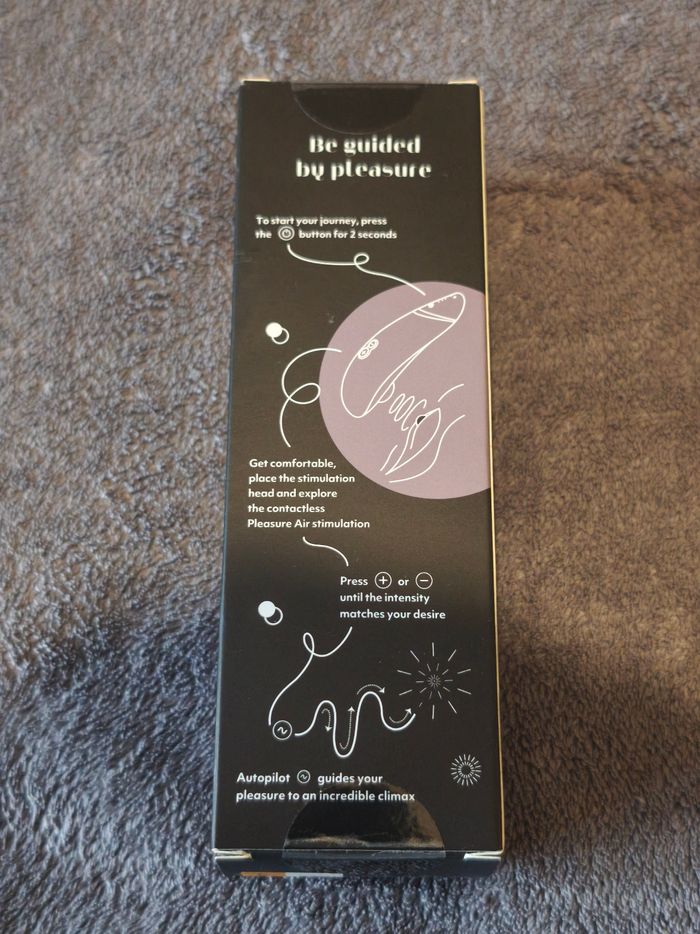 Be guided
by pleasure
To start your journey, press
the button for 2 seconds
Get comfortable,
place the stimulation
head and explore
the contactless
Pleasure Air stimulation
Press + or −
until the intensity
matches your desire
Autopilot guides your
pleasure to an incredible climax